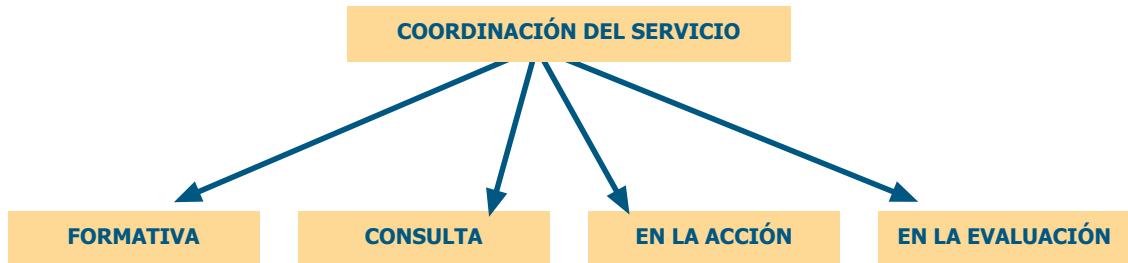 COORDINACIÓN DEL SERVICIO
FORMATIVA
CONSULTA
EN LA ACCIÓN
EN LA EVALUACIÓN